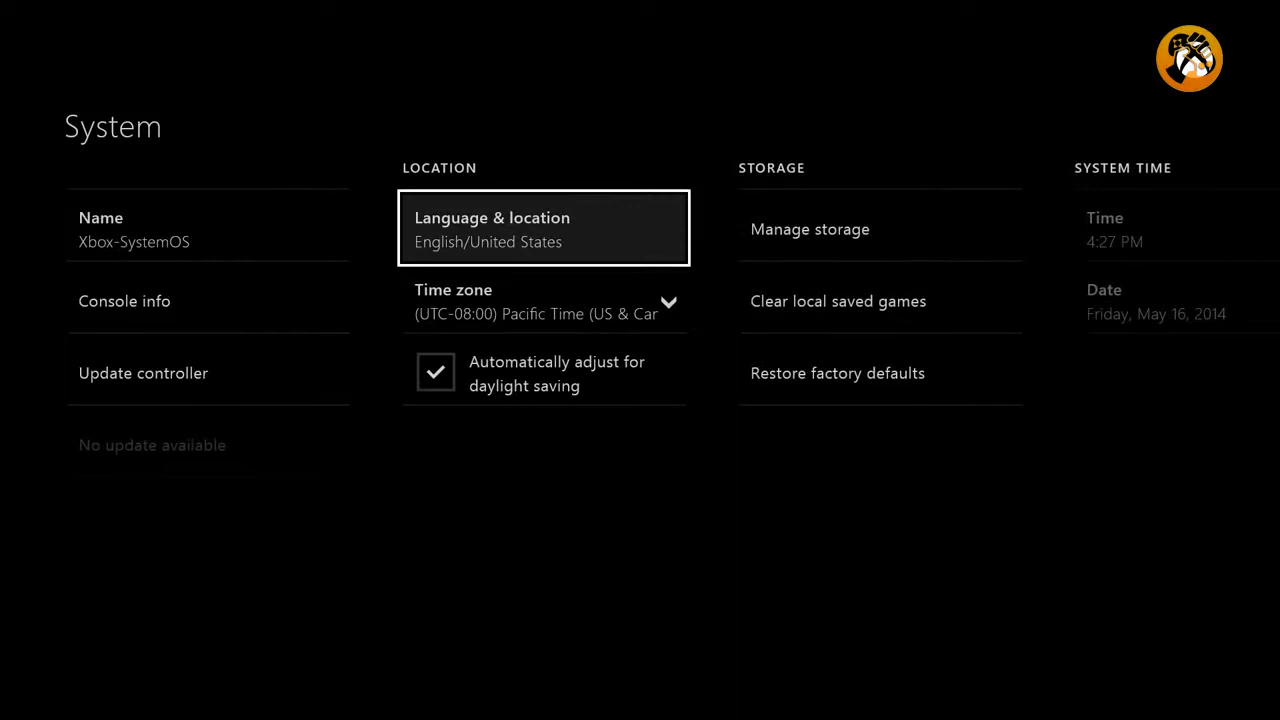 System
Name
Xbox-SystemOS
Console info
Update controller
No update available
LOCATION
Language & location
English/United States
Time zone
(UTC-08:00) Pacific Time (US & Car
Automatically adjust for
daylight saving
STORAGE
Manage storage
Clear local saved games
Restore factory defaults
SYSTEM TIME
Time
4:27 PM
Date
Friday, May 16, 2014